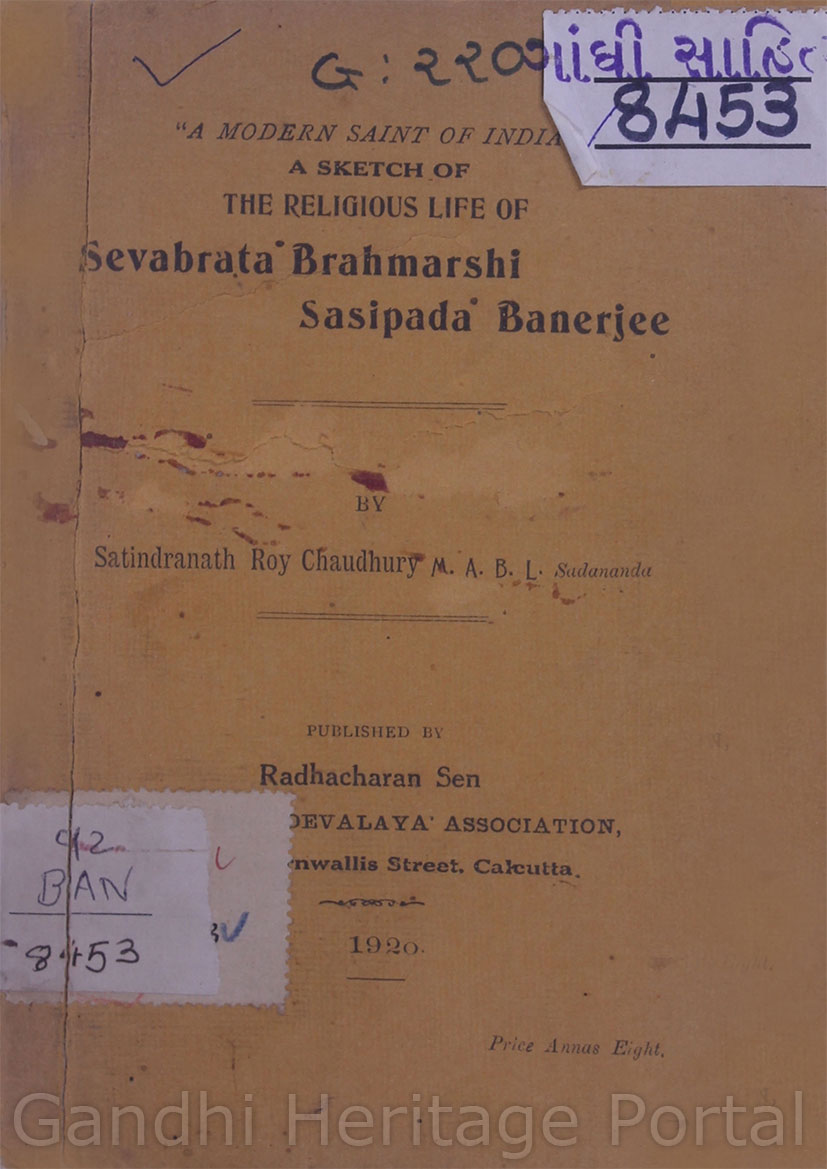 G : ૨૨૦
ગાંધી સાહિત
8453
"A MODERN SAINT OF INDIA
A SKETCH OF
THE RELIGIOUS LIFE OF
Sevabrata Brahmarshi
Sasipada Banerjee
BY
Satindranath Roy Chaudhury M. A. B. L. Sadananda
PUBLISHED BY
Radhacharan Sen
DEVALAYA' ASSOCIATION,
nwallis Street, Calcutta.
92
BAN
8453
1920.
Price Annas Eight.
Gandhi Heritage Portal